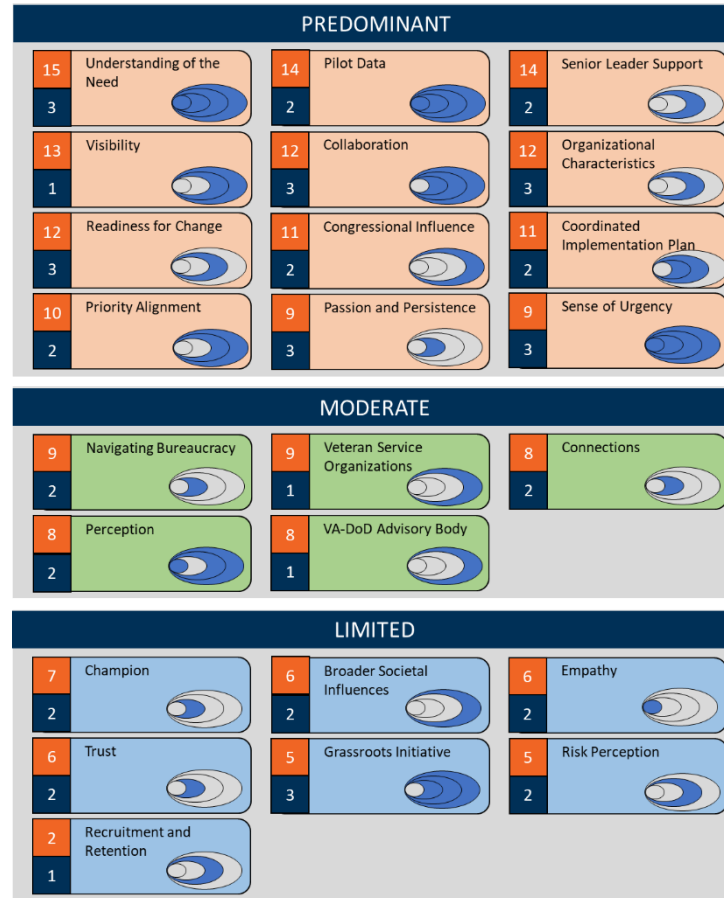 PREDOMINANT
15
Understanding of the
Need
3
14
Pilot Data
2
14
Senior Leader Support
2
13
Visibility
1
12
Collaboration
3
12
Organizational
Characteristics
3
12
Readiness for Change
3
11
Congressional Influence
2
11
Coordinated
Implementation Plan
2
10
Priority Alignment
2
9
Passion and Persistence
3
9
Sense of Urgency
3
MODERATE
9
Navigating Bureaucracy
2
9
Veteran Service
Organizations
1
8
Connections
2
8
Perception
2
8
VA-DoD Advisory Body
1
LIMITED
7
Champion
2
6
Broader Societal
Influences
2
6
Empathy
2
6
Trust
2
5
Grassroots Initiative
3
5
Risk Perception
2
2
Recruitment and
Retention
1